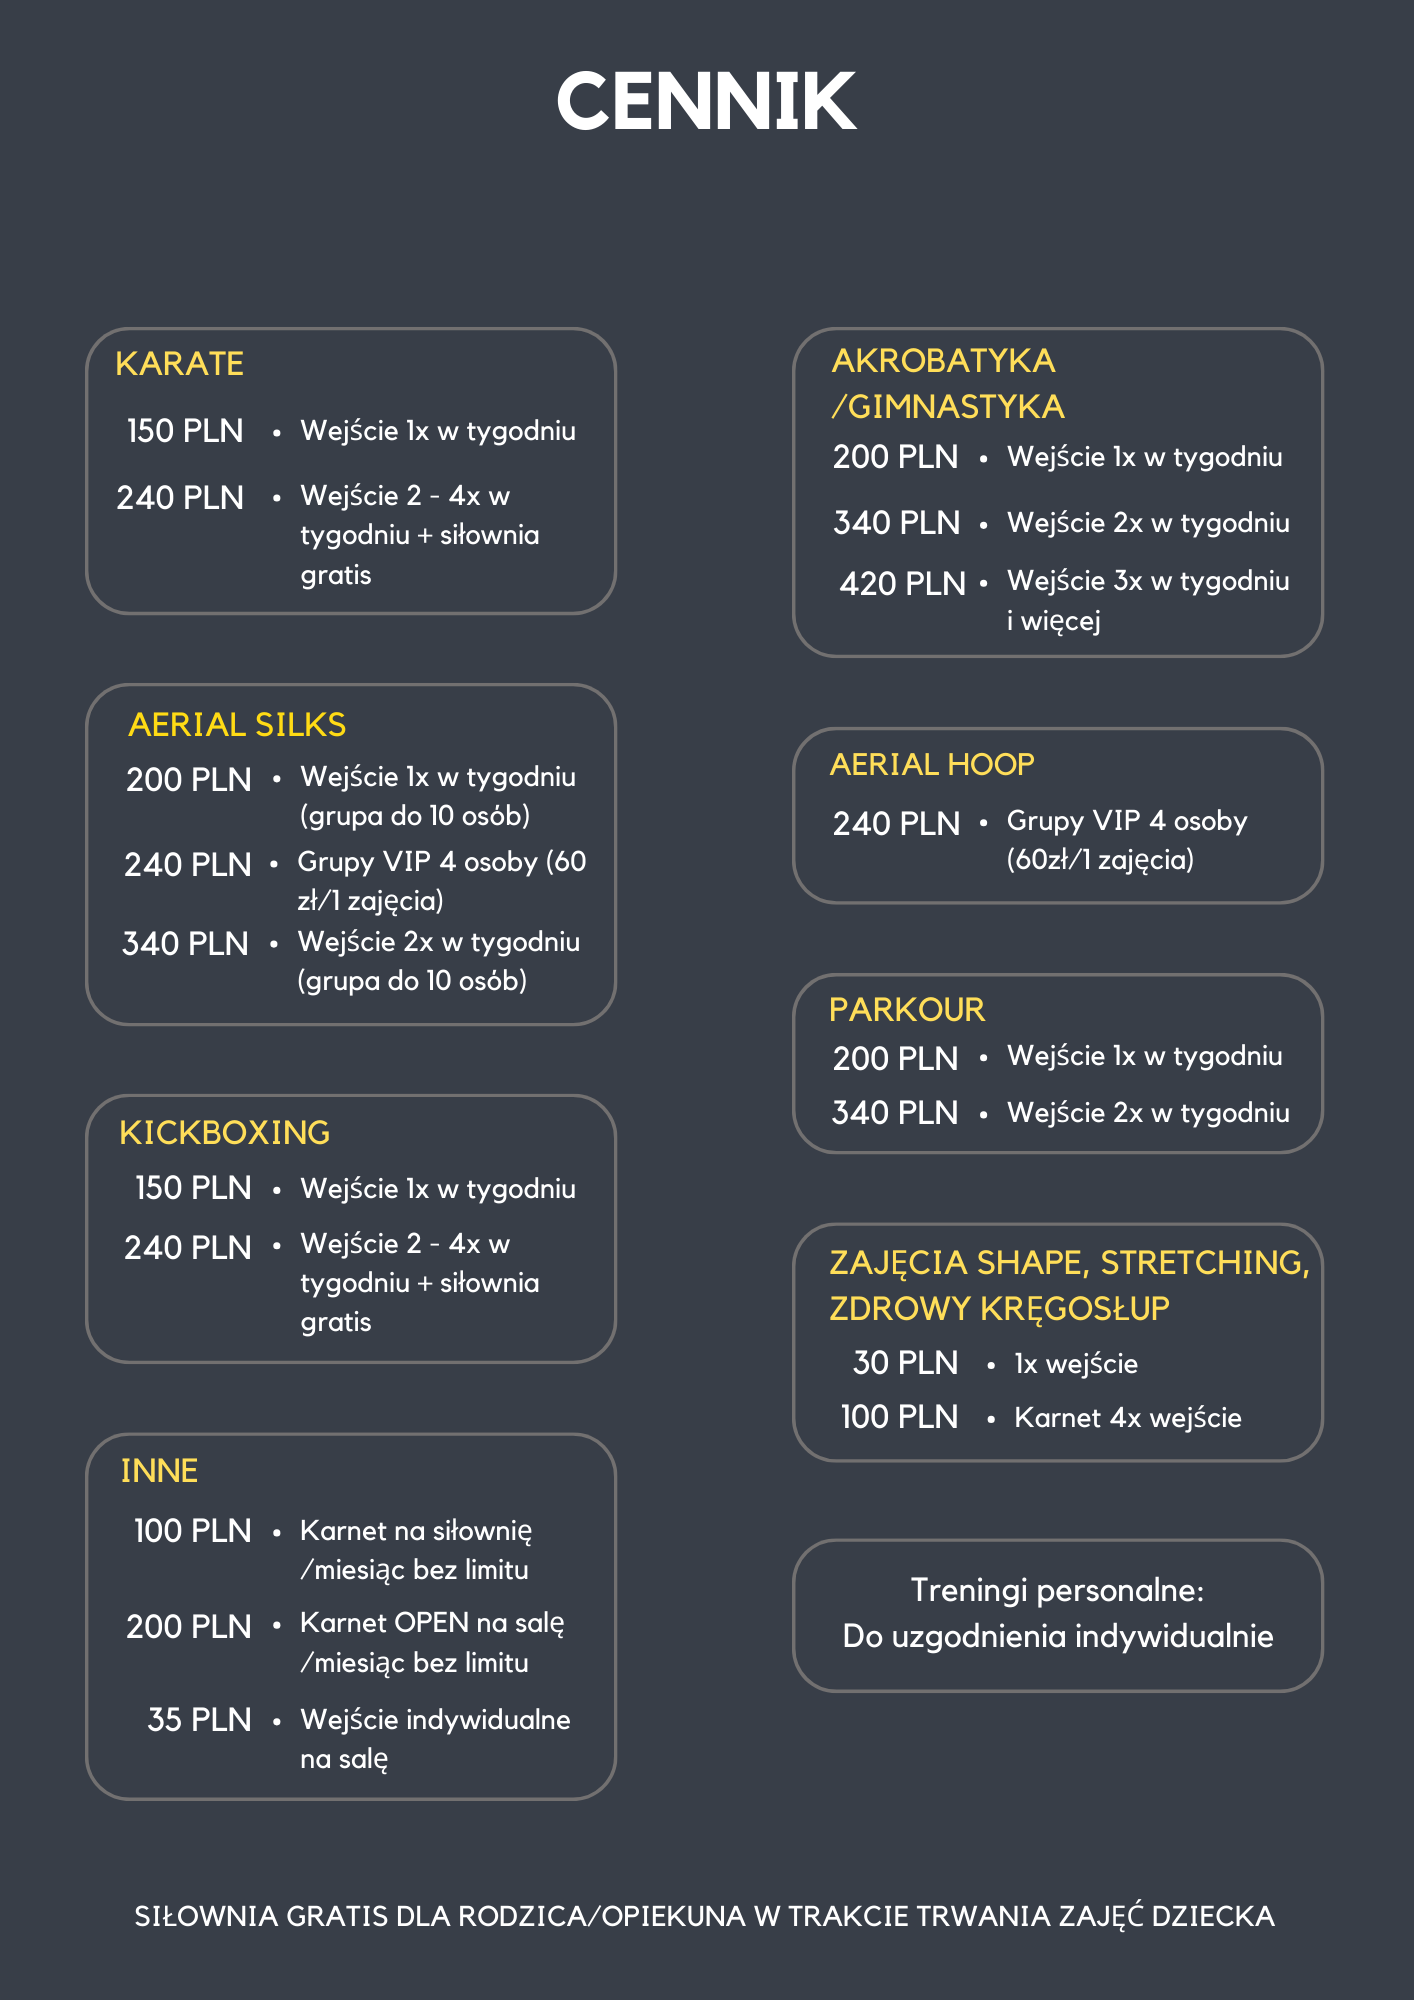 CENNIK
KARATE
150 PLN • Wejście 1x w tygodniu
240 PLN • Wejście 2 - 4x w
tygodniu + siłownia
gratis
AERIAL SILKS
200 PLN • Wejście 1x w tygodniu
(grupa do 10 osób)
240 PLN • Grupy VIP 4 osoby (60
zł/1 zajęcia)
340 PLN • Wejście 2x w tygodniu
(grupa do 10 osób)
KICKBOXING
150 PLN • Wejście 1x w tygodniu
240 PLN • Wejście 2 - 4x w
tygodniu + siłownia
gratis
INNE
100 PLN • Karnet na siłownię
/miesiąc bez limitu
200 PLN • Karnet OPEN na salę
/miesiąc bez limitu
35 PLN • Wejście indywidualne
na salę
AKROBATYKA
/GIMNASTYKA
200 PLN • Wejście 1x w tygodniu
340 PLN • Wejście 2x w tygodniu
420 PLN • Wejście 3x w tygodniu
i więcej
AERIAL HOOP
240 PLN • Grupy VIP 4 osoby
(60zł/1 zajęcia)
PARKOUR
200 PLN • Wejście 1x w tygodniu
340 PLN • Wejście 2x w tygodniu
ZAJĘCIA SHAPE, STRETCHING,
ZDROWY KRĘGOSŁUP
30 PLN • 1x wejście
100 PLN • Karnet 4x wejście
Treningi personalne:
Do uzgodnienia indywidualnie
SIŁOWNIA GRATIS DLA RODZICA/OPIEKUNA W TRAKCIE TRWANIA ZAJĘĆ DZIECKA